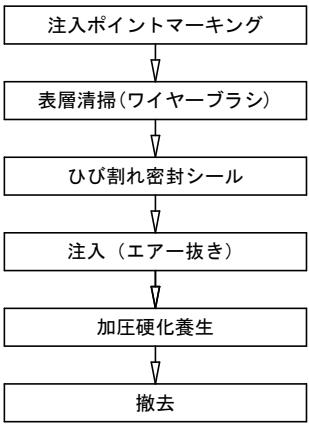 注入ポイントマーキング
表層清掃(ワイヤーブラシ)
ひび割れ密封シール
注入（エアー抜き）
加圧硬化養生
撤去